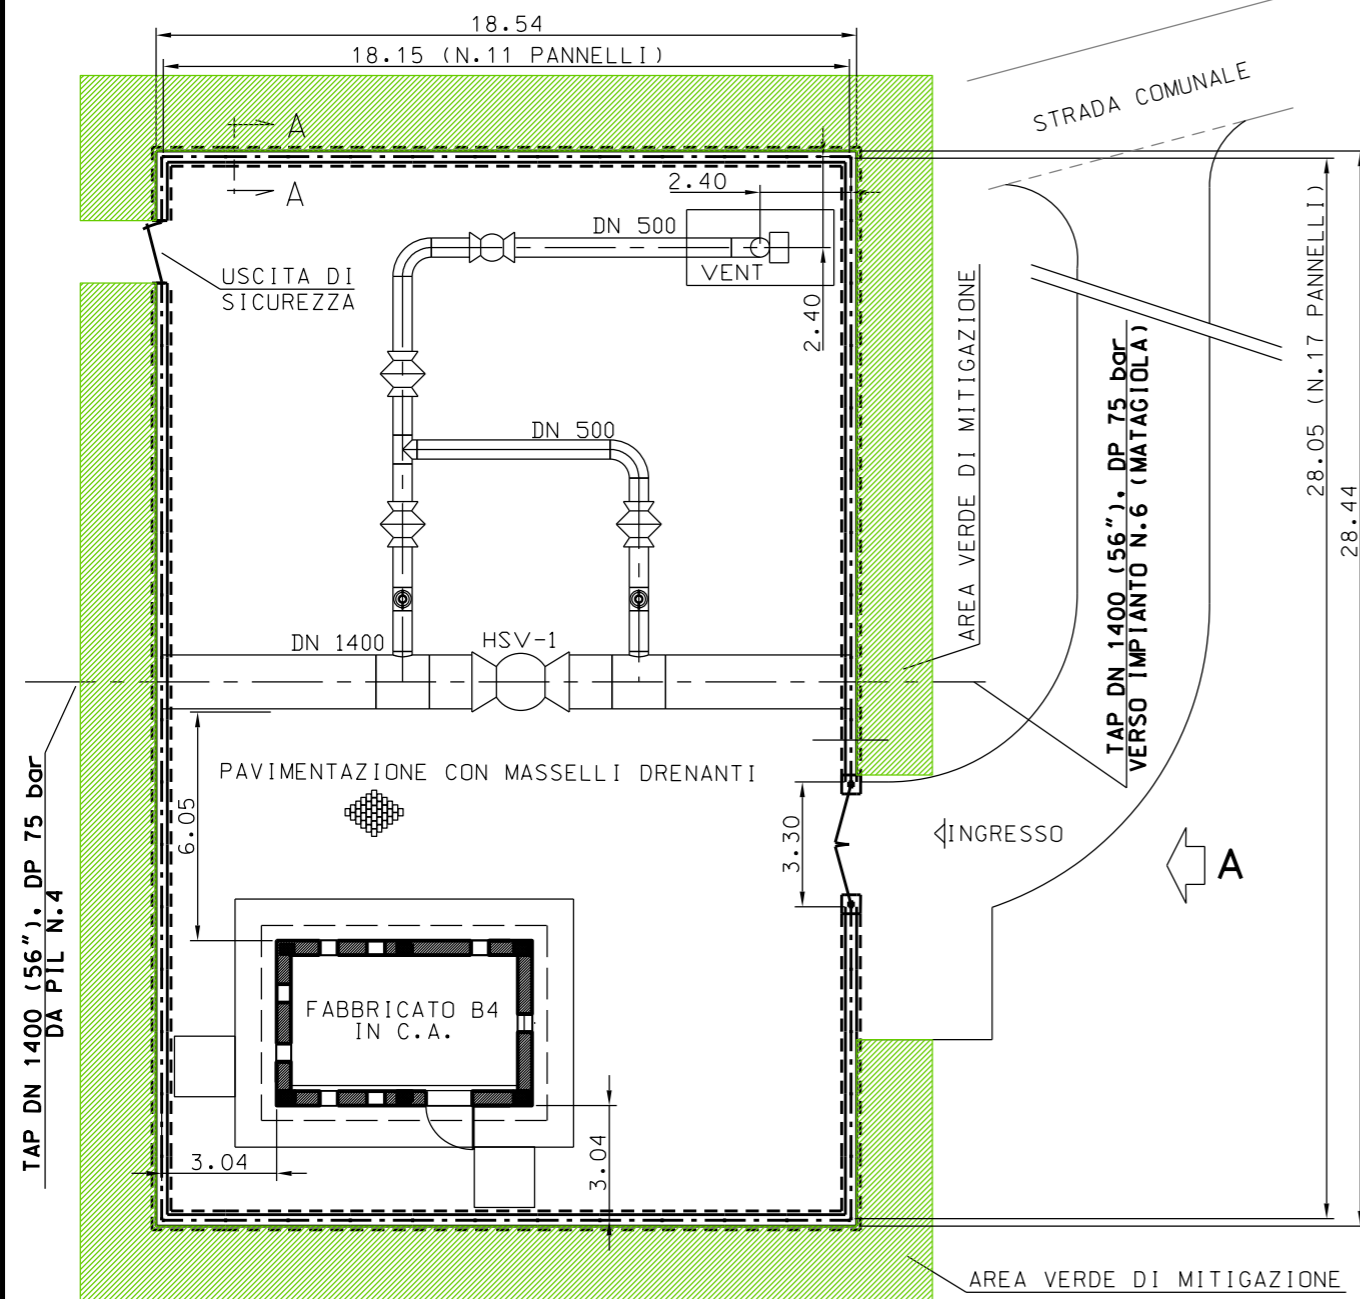 18.54
18.15 (N.11 PANNELLI)
STRADA COMUNALE
A
A
2.40
DN 500
VENT
USCITA DI
SICUREZZA
2.40
DN 500
AREA VERDE DI MITIGAZIONE
TAP DN 1400 (56"), DP 75 bar
VERSO IMPIANTO N.6 (MATAGIOLA)
28.05 (N.17 PANNELLI)
28.44
DN 1400
HSV-1
PAVIMENTAZIONE CON MASSELLI DRENANTI
6.05
3.30
INGRESSO
A
TAP DN 1400 (56"), DP 75 bar
DA PIL N.4
FABBRICATO B4
IN C.A.
3.04
3.04
AREA VERDE DI MITIGAZIONE